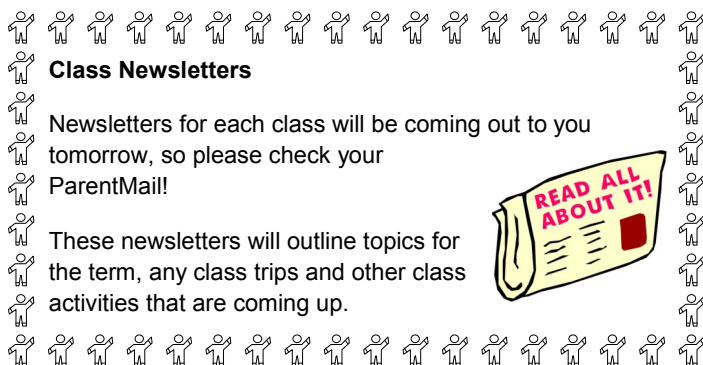 Class Newsletters
Newsletters for each class will be coming out to you
tomorrow, so please check your
ParentMail!
READ ALL
ABOUT IT!
These newsletters will outline topics for
the term, any class trips and other class
activities that are coming up.